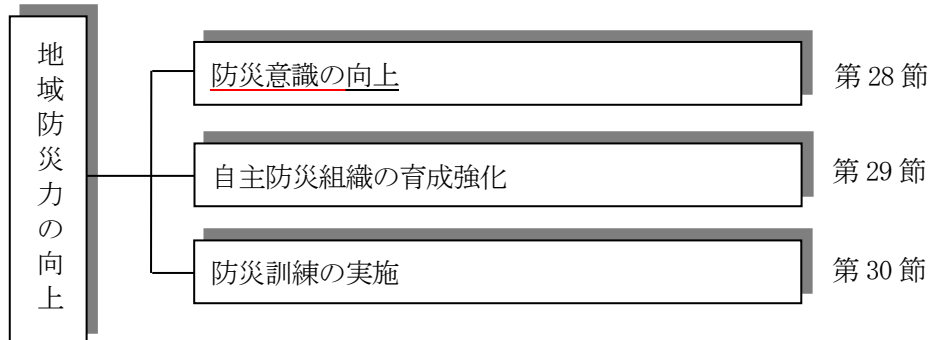 地域防災力の向上
防災意識の向上 第 28 節
自主防災組織の育成強化 第 29 節
防災訓練の実施 第 30 節